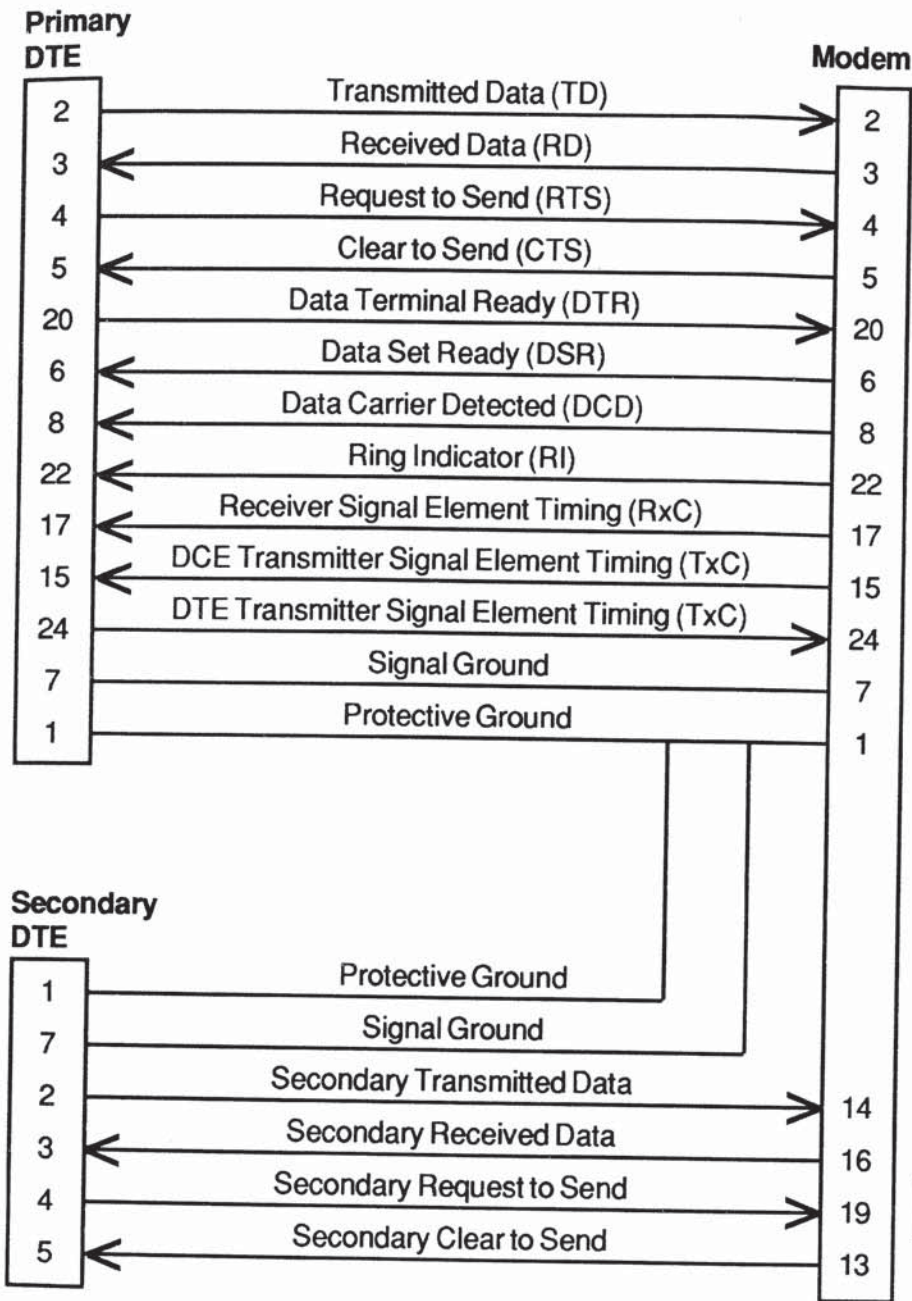 Primary
DTE
Modem
2 Transmitted Data (TD) 2
3 Received Data (RD) 3
4 Request to Send (RTS) 4
5 Clear to Send (CTS) 5
20 Data Terminal Ready (DTR) 20
6 Data Set Ready (DSR) 6
8 Data Carrier Detected (DCD) 8
22 Ring Indicator (RI) 22
17 Receiver Signal Element Timing (RxC) 17
15 DCE Transmitter Signal Element Timing (TxC) 15
24 DTE Transmitter Signal Element Timing (TxC) 24
7 Signal Ground 7
1 Protective Ground 1
Secondary
DTE
1 Protective Ground
7 Signal Ground
2 Secondary Transmitted Data 14
3 Secondary Received Data 16
4 Secondary Request to Send 19
5 Secondary Clear to Send 13